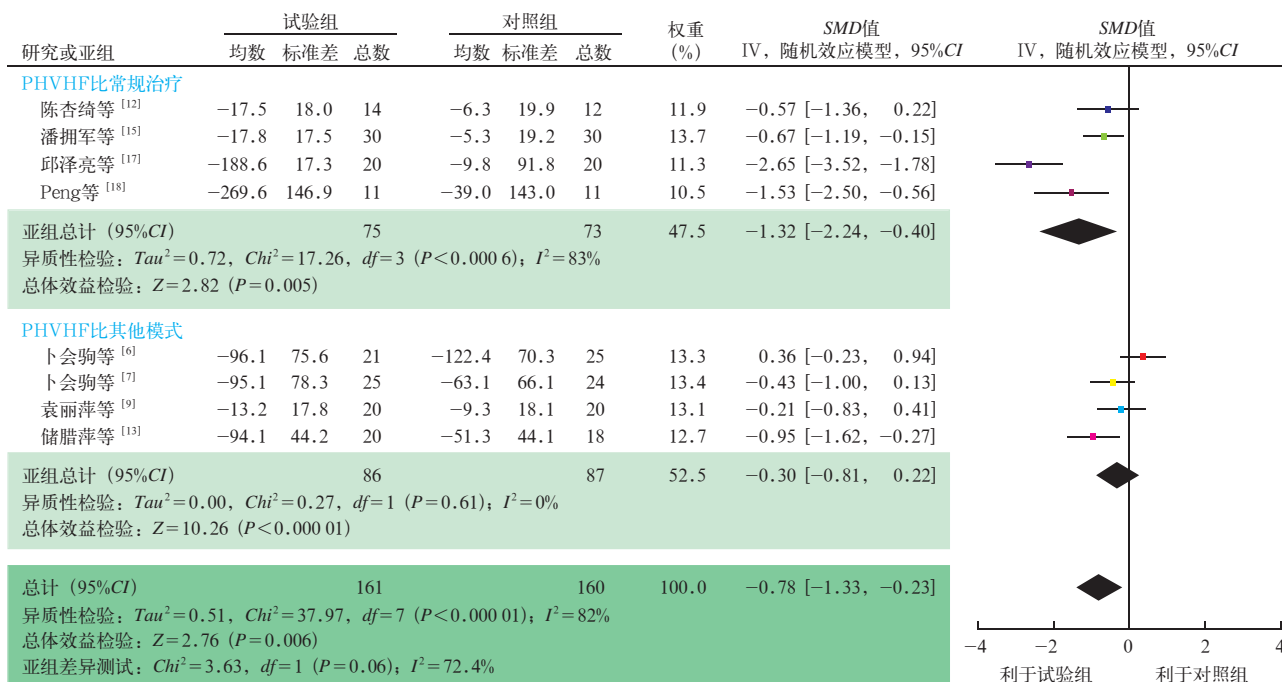 试验组 对照组 权重 SMD值 SMD值
研究或亚组 均数 标准差 总数 均数 标准差 总数 (%) IV，随机效应模型，95%CI IV，随机效应模型，95%CI
PHVHF比常规治疗
陈杏绮等 [12] −17.5 18.0 14 −6.3 19.9 12 11.9 −0.57 [−1.36， 0.22]
潘拥军等 [15] −17.8 17.5 30 −5.3 19.2 30 13.7 −0.67 [−1.19，−0.15]
邱泽亮等 [17] −188.6 17.3 20 −9.8 91.8 20 11.3 −2.65 [−3.52，−1.78]
Peng等 [18] −269.6 146.9 11 −39.0 143.0 11 10.5 −1.53 [−2.50，−0.56]
亚组总计（95%CI） 75 73 47.5 −1.32 [−2.24，−0.40]
异质性检验：Tau²=0.72，Chi²=17.26，df=3（P<0.000 6）；I²=83%
总体效益检验：Z=2.82（P=0.005）
PHVHF比其他模式
卜会驹等 [6] −96.1 75.6 21 −122.4 70.3 25 13.3 0.36 [−0.23， 0.94]
卜会驹等 [7] −95.1 78.3 25 −63.1 66.1 24 13.4 −0.43 [−1.00， 0.13]
袁丽萍等 [9] −13.2 17.8 20 −9.3 18.1 20 13.1 −0.21 [−0.83， 0.41]
储腊萍等 [13] −94.1 44.2 20 −51.3 44.1 18 12.7 −0.95 [−1.62，−0.27]
亚组总计（95%CI） 86 87 52.5 −0.30 [−0.81， 0.22]
异质性检验：Tau²=0.00，Chi²=0.27，df=1（P=0.61）；I²=0%
总体效益检验：Z=10.26（P<0.000 01）
总计（95%CI） 161 160 100.0 −0.78 [−1.33，−0.23]
异质性检验：Tau²=0.51，Chi²=37.97，df=7（P<0.000 01）；I²=82%
总体效益检验：Z=2.76（P=0.006）
亚组差异测试：Chi²=3.63，df=1（P=0.06）；I²=72.4%
−4 −2 0 2 4
利于试验组 利于对照组